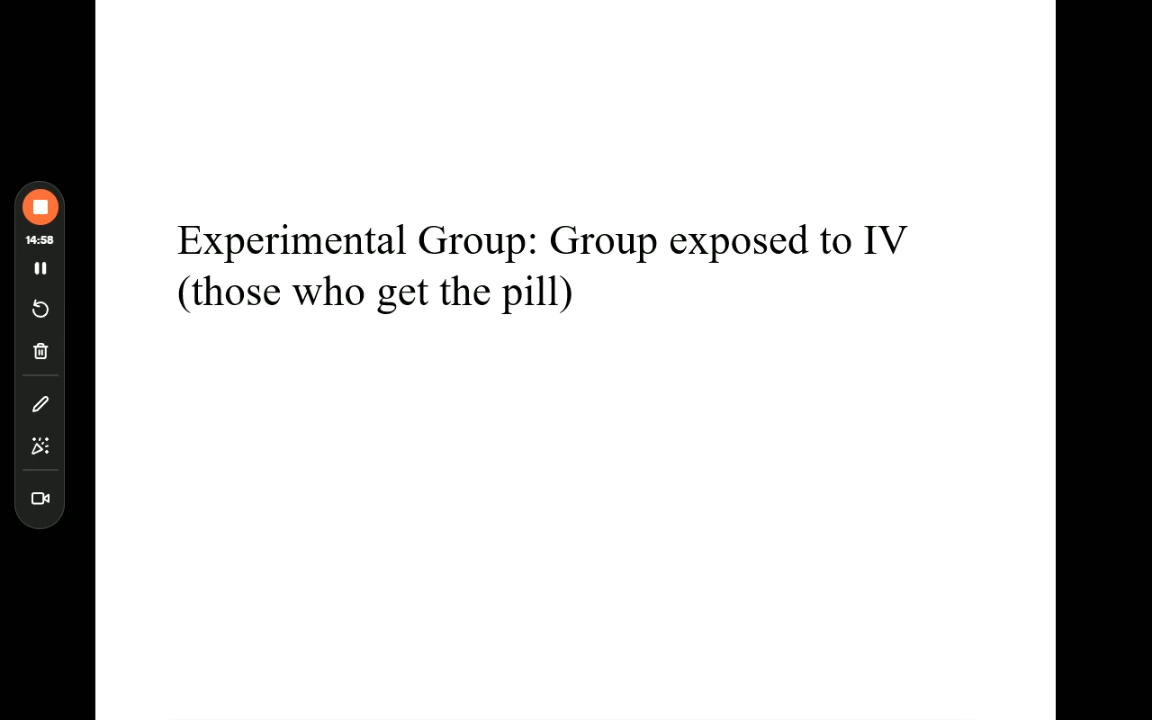 14:58
Experimental Group: Group exposed to IV
(those who get the pill)